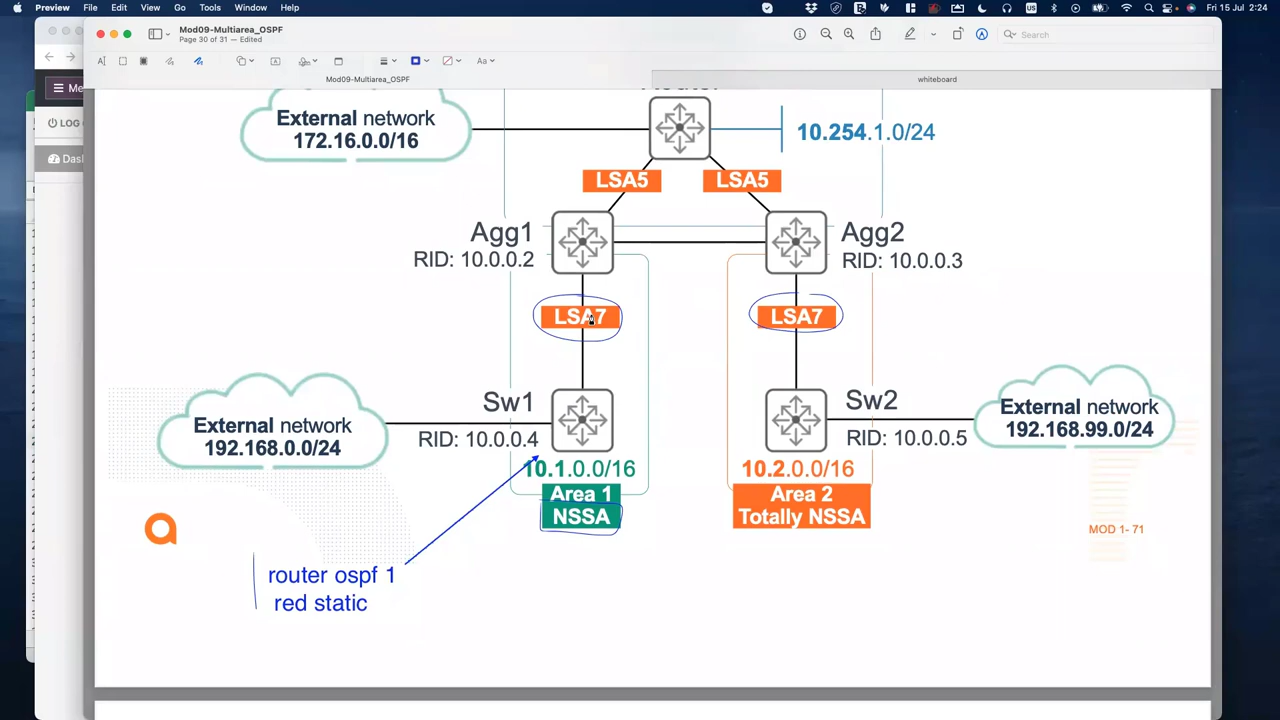 Preview File Edit View Go Tools Window Help
Fri 15 Jul 2:24
Mod09-Multiarea_OSPF
Page 30 of 31 — Edited
Search
Mod09-Multiarea_OSPF
whiteboard
Me
LOG
Dash
External network
172.16.0.0/16
10.254.1.0/24
LSA5
LSA5
Agg1
RID: 10.0.0.2
Agg2
RID: 10.0.0.3
LSA7
LSA7
Sw1
RID: 10.0.0.4
Sw2
RID: 10.0.0.5
External network
192.168.0.0/24
External network
192.168.99.0/24
10.1.0.0/16
10.2.0.0/16
Area 1
NSSA
Area 2
Totally NSSA
MOD 1- 71
router ospf 1
red static